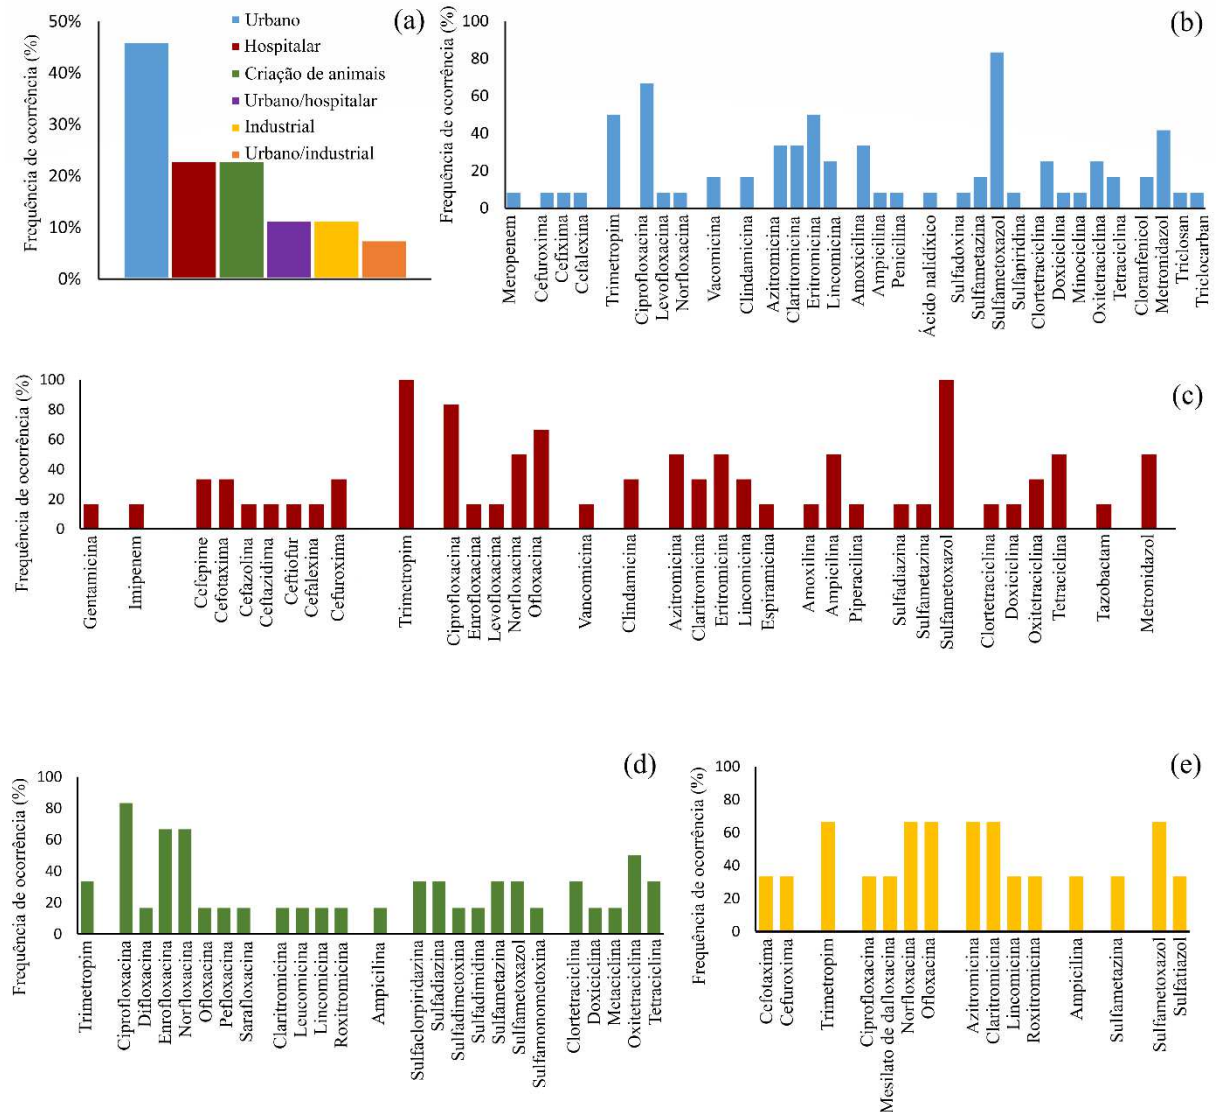 (a)
Frequência de ocorrência (%)
50%
40%
30%
20%
10%
0%
Urbano
Hospitalar
Criação de animais
Urbano/hospitalar
Industrial
Urbano/industrial
(b)
Frequência de ocorrência (%)
100
80
60
40
20
0
Meropenem
Cefuroxima
Cefixima
Cefalexina
Trimetropim
Ciprofloxacina
Levofloxacina
Norfloxacina
Vacomicina
Clindamicina
Azitromicina
Claritromicina
Eritromicina
Lincomicina
Amoxicilina
Ampicilina
Penicilina
Ácido nalidíxico
Sulfadoxina
Sulfametazina
Sulfametoxazol
Sulfapiridina
Clortetraciclina
Doxiciclina
Minociclina
Oxitetraciclina
Tetraciclina
Cloranfenicol
Metronidazol
Triclosan
Triclocarban
(c)
Frequência de ocorrência (%)
100
80
60
40
20
0
Gentamicina
Imipenem
Cefepime
Cefotaxima
Cefazolina
Ceftazidima
Ceftiofur
Cefalexina
Cefuroxima
Trimetropim
Ciprofloxacina
Enrofloxacina
Levofloxacina
Norfloxacina
Ofloxacina
Vancomicina
Clindamicina
Azitromicina
Claritromicina
Eritromicina
Lincomicina
Espiramicina
Amoxilina
Ampicilina
Piperacilina
Sulfadiazina
Sulfametazina
Sulfametoxazol
Clortetraciclina
Doxiciclina
Oxitetraciclina
Tetraciclina
Tazobactam
Metronidazol
(d)
Frequência de ocorrência (%)
100
80
60
40
20
0
Trimetropim
Ciprofloxacina
Difloxacina
Enrofloxacina
Norfloxacina
Ofloxacina
Pefloxacina
Sarafloxacina
Claritromicina
Leucomicina
Lincomicina
Roxitromicina
Ampicilina
Sulfaclorpiridazina
Sulfadiazina
Sulfadimetoxina
Sulfadimidina
Sulfametazina
Sulfametoxazol
Sulfamonometoxina
Clortetraciclina
Doxiciclina
Metaciclina
Oxitetraciclina
Tetraciclina
(e)
Frequência de ocorrência (%)
100
80
60
40
20
0
Cefotaxima
Cefuroxima
Trimetropim
Ciprofloxacina
Mesilato de dafloxacina
Norfloxacina
Ofloxacina
Azitromicina
Claritromicina
Lincomicina
Roxitromicina
Ampicilina
Sulfametazina
Sulfametoxazol
Sulfatiazol